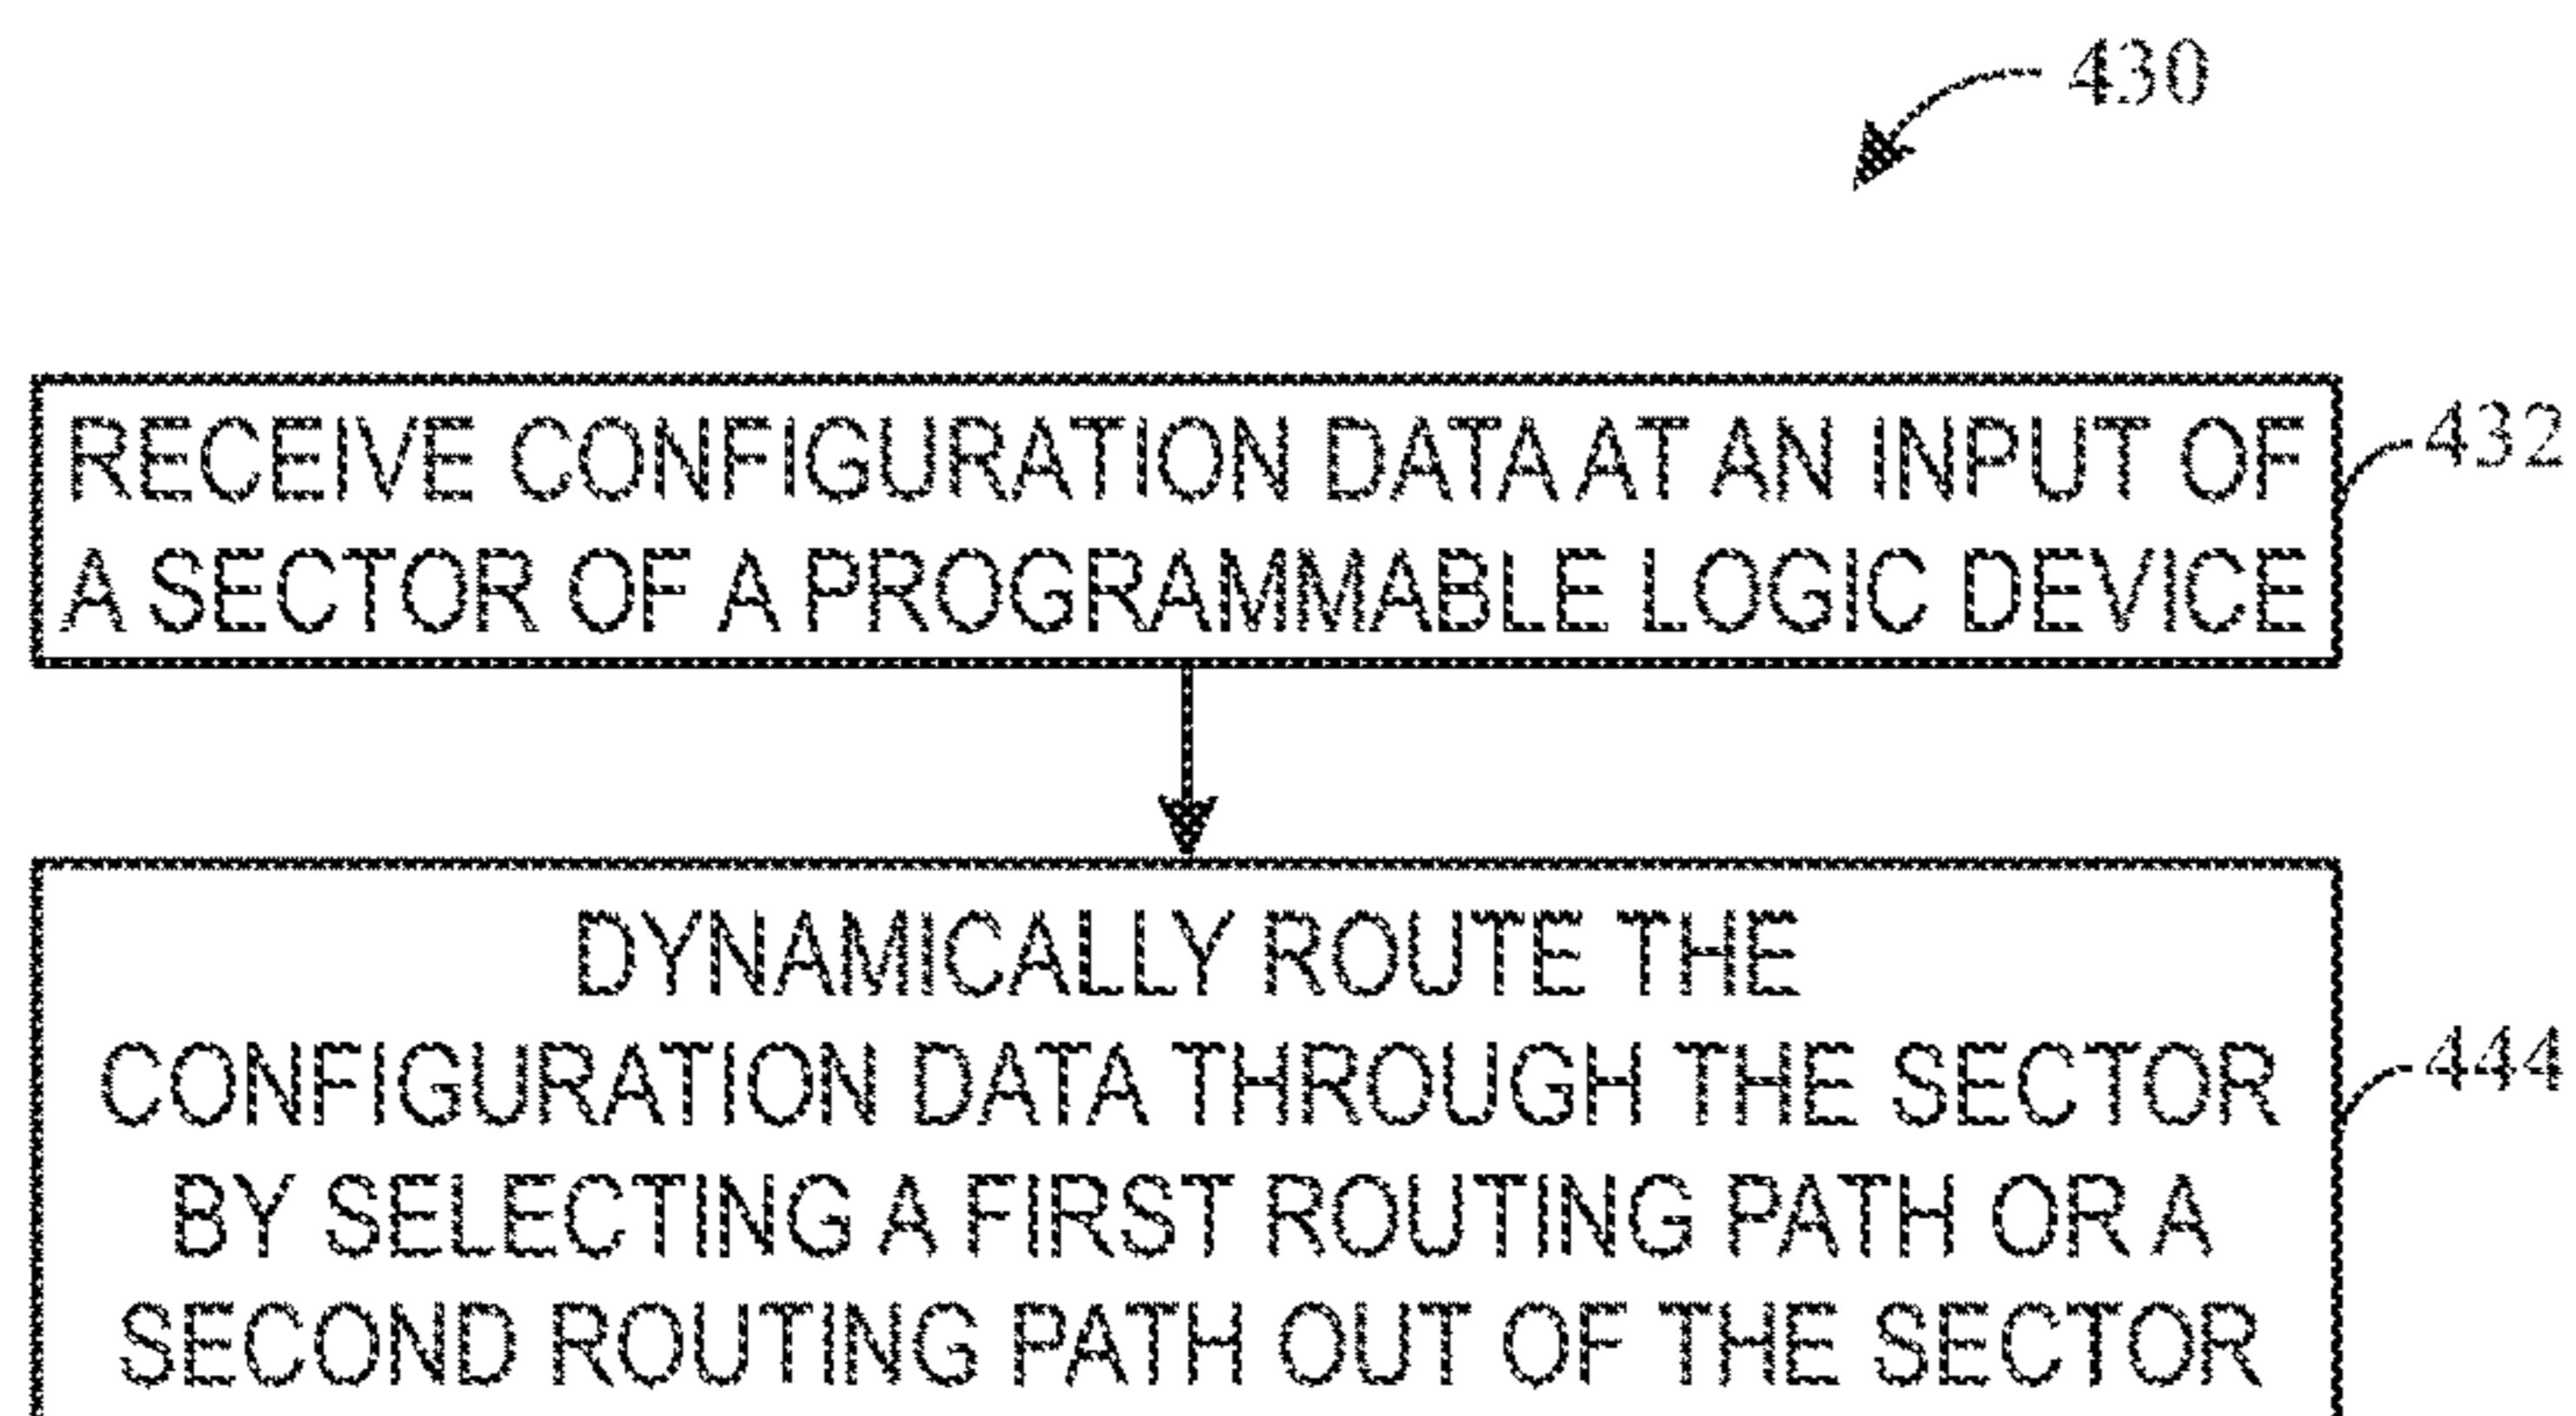 430
RECEIVE CONFIGURATION DATA AT AN INPUT OF
432
A SECTOR OF A PROGRAMMABLE LOGIC DEVICE
DYNAMICALLY ROUTE THE
CONFIGURATION DATA THROUGH THE SECTOR
444
BY SELECTING A FIRST ROUTING PATH OR A
SECOND ROUTING PATH OUT OF THE SECTOR